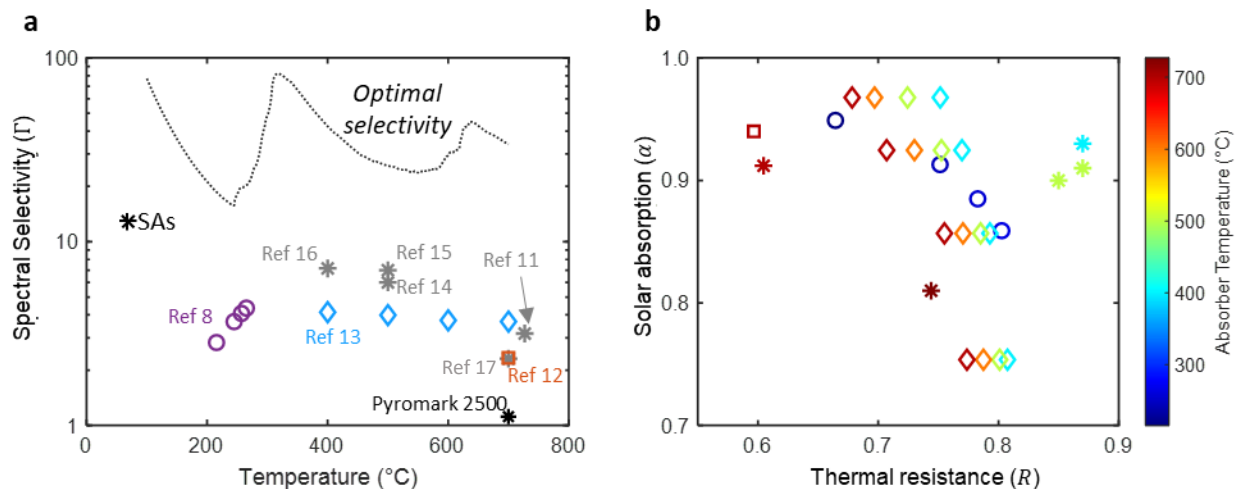 a
Spectral Selectivity (Γ)
100
10
1
Optimal
selectivity
SAs
Ref 16
Ref 15
Ref 14
Ref 11
Ref 8
Ref 13
Ref 17
Ref 12
Pyromark 2500
0
200
400
600
800
Temperature (°C)
b
Solar absorption (α)
1.0
0.9
0.8
0.7
0.6
0.7
0.8
0.9
Thermal resistance (R)
700
600
500
400
300
Absorber Temperature (°C)